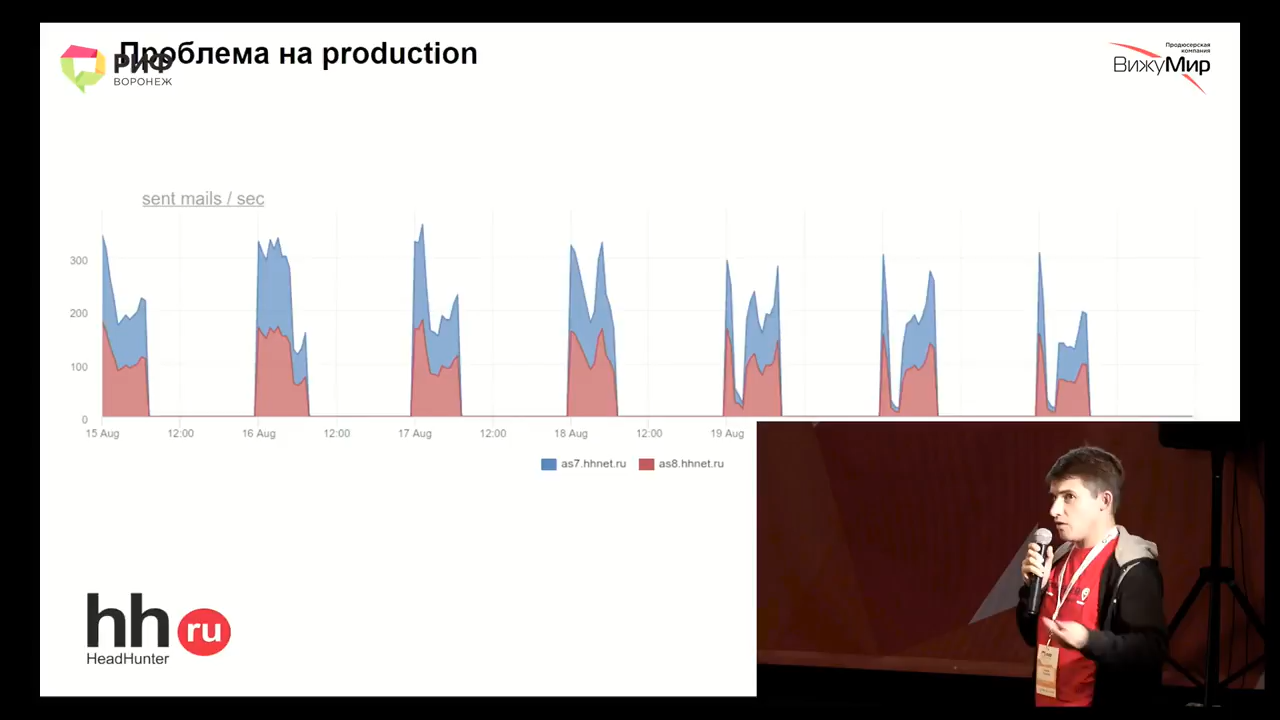 Проблема на production
РИФ
ВОРОНЕЖ
Продюсерская
компания
ВижуМир
sent mails / sec
300
200
100
0
15 Aug 12:00 16 Aug 12:00 17 Aug 12:00 18 Aug 12:00 19 Aug
as7.hhnet.ru as8.hhnet.ru
hh ru
HeadHunter